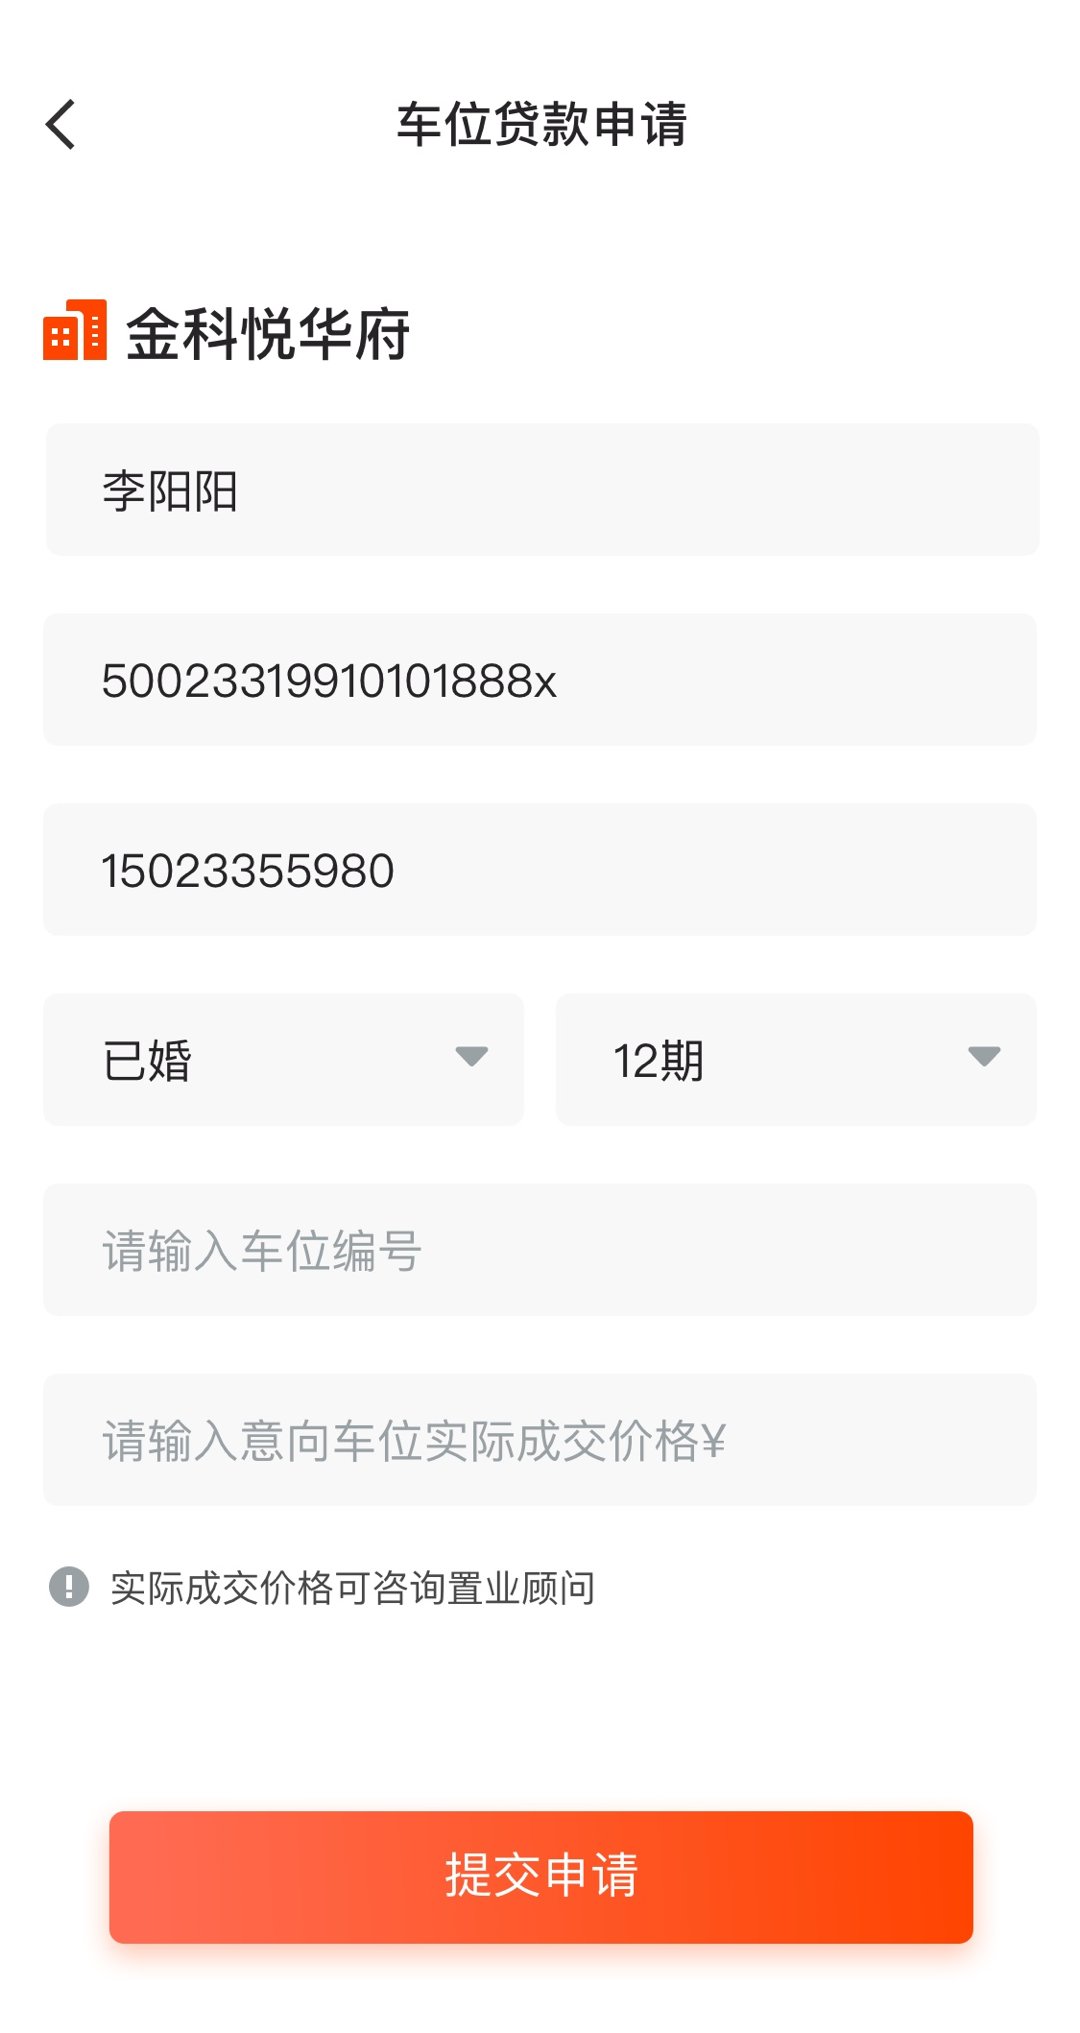 车位贷款申请
金科悦华府
李阳阳
50023319910101888x
15023355980
已婚
12期
请输入车位编号
请输入意向车位实际成交价格¥
实际成交价格可咨询置业顾问
提交申请